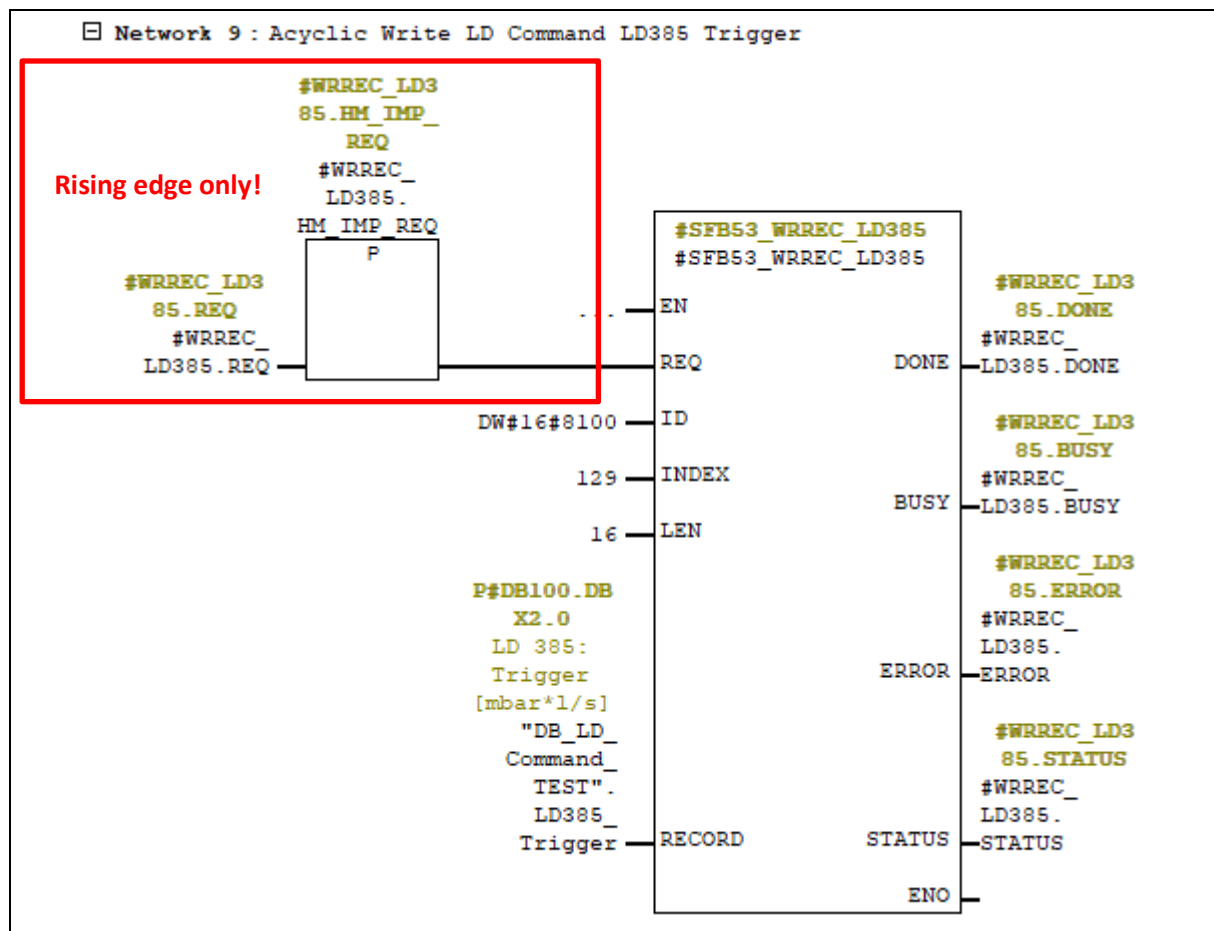 Network 9 : Acyclic Write LD Command LD385 Trigger
#WRREC_LD3
85.HM_IMP_
REQ
#WRREC_
LD385.
HM_IMP_REQ
Rising edge only!
P
#WRREC_LD3
85.REQ
#WRREC_
LD385.REQ
#SFB53_WRREC_LD385
#SFB53_WRREC_LD385
... EN
REQ
DW#16#8100 ID
129 INDEX
16 LEN
P#DB100.DB
X2.0
LD 385:
Trigger
[mbar*l/s]
"DB_LD_
Command_
TEST".
LD385_
Trigger RECORD
#WRREC_LD3
85.DONE
#WRREC_
DONE LD385.DONE
#WRREC_LD3
85.BUSY
#WRREC_
BUSY LD385.BUSY
#WRREC_LD3
85.ERROR
#WRREC_
LD385.
ERROR ERROR
#WRREC_LD3
85.STATUS
#WRREC_
LD385.
STATUS STATUS
ENO